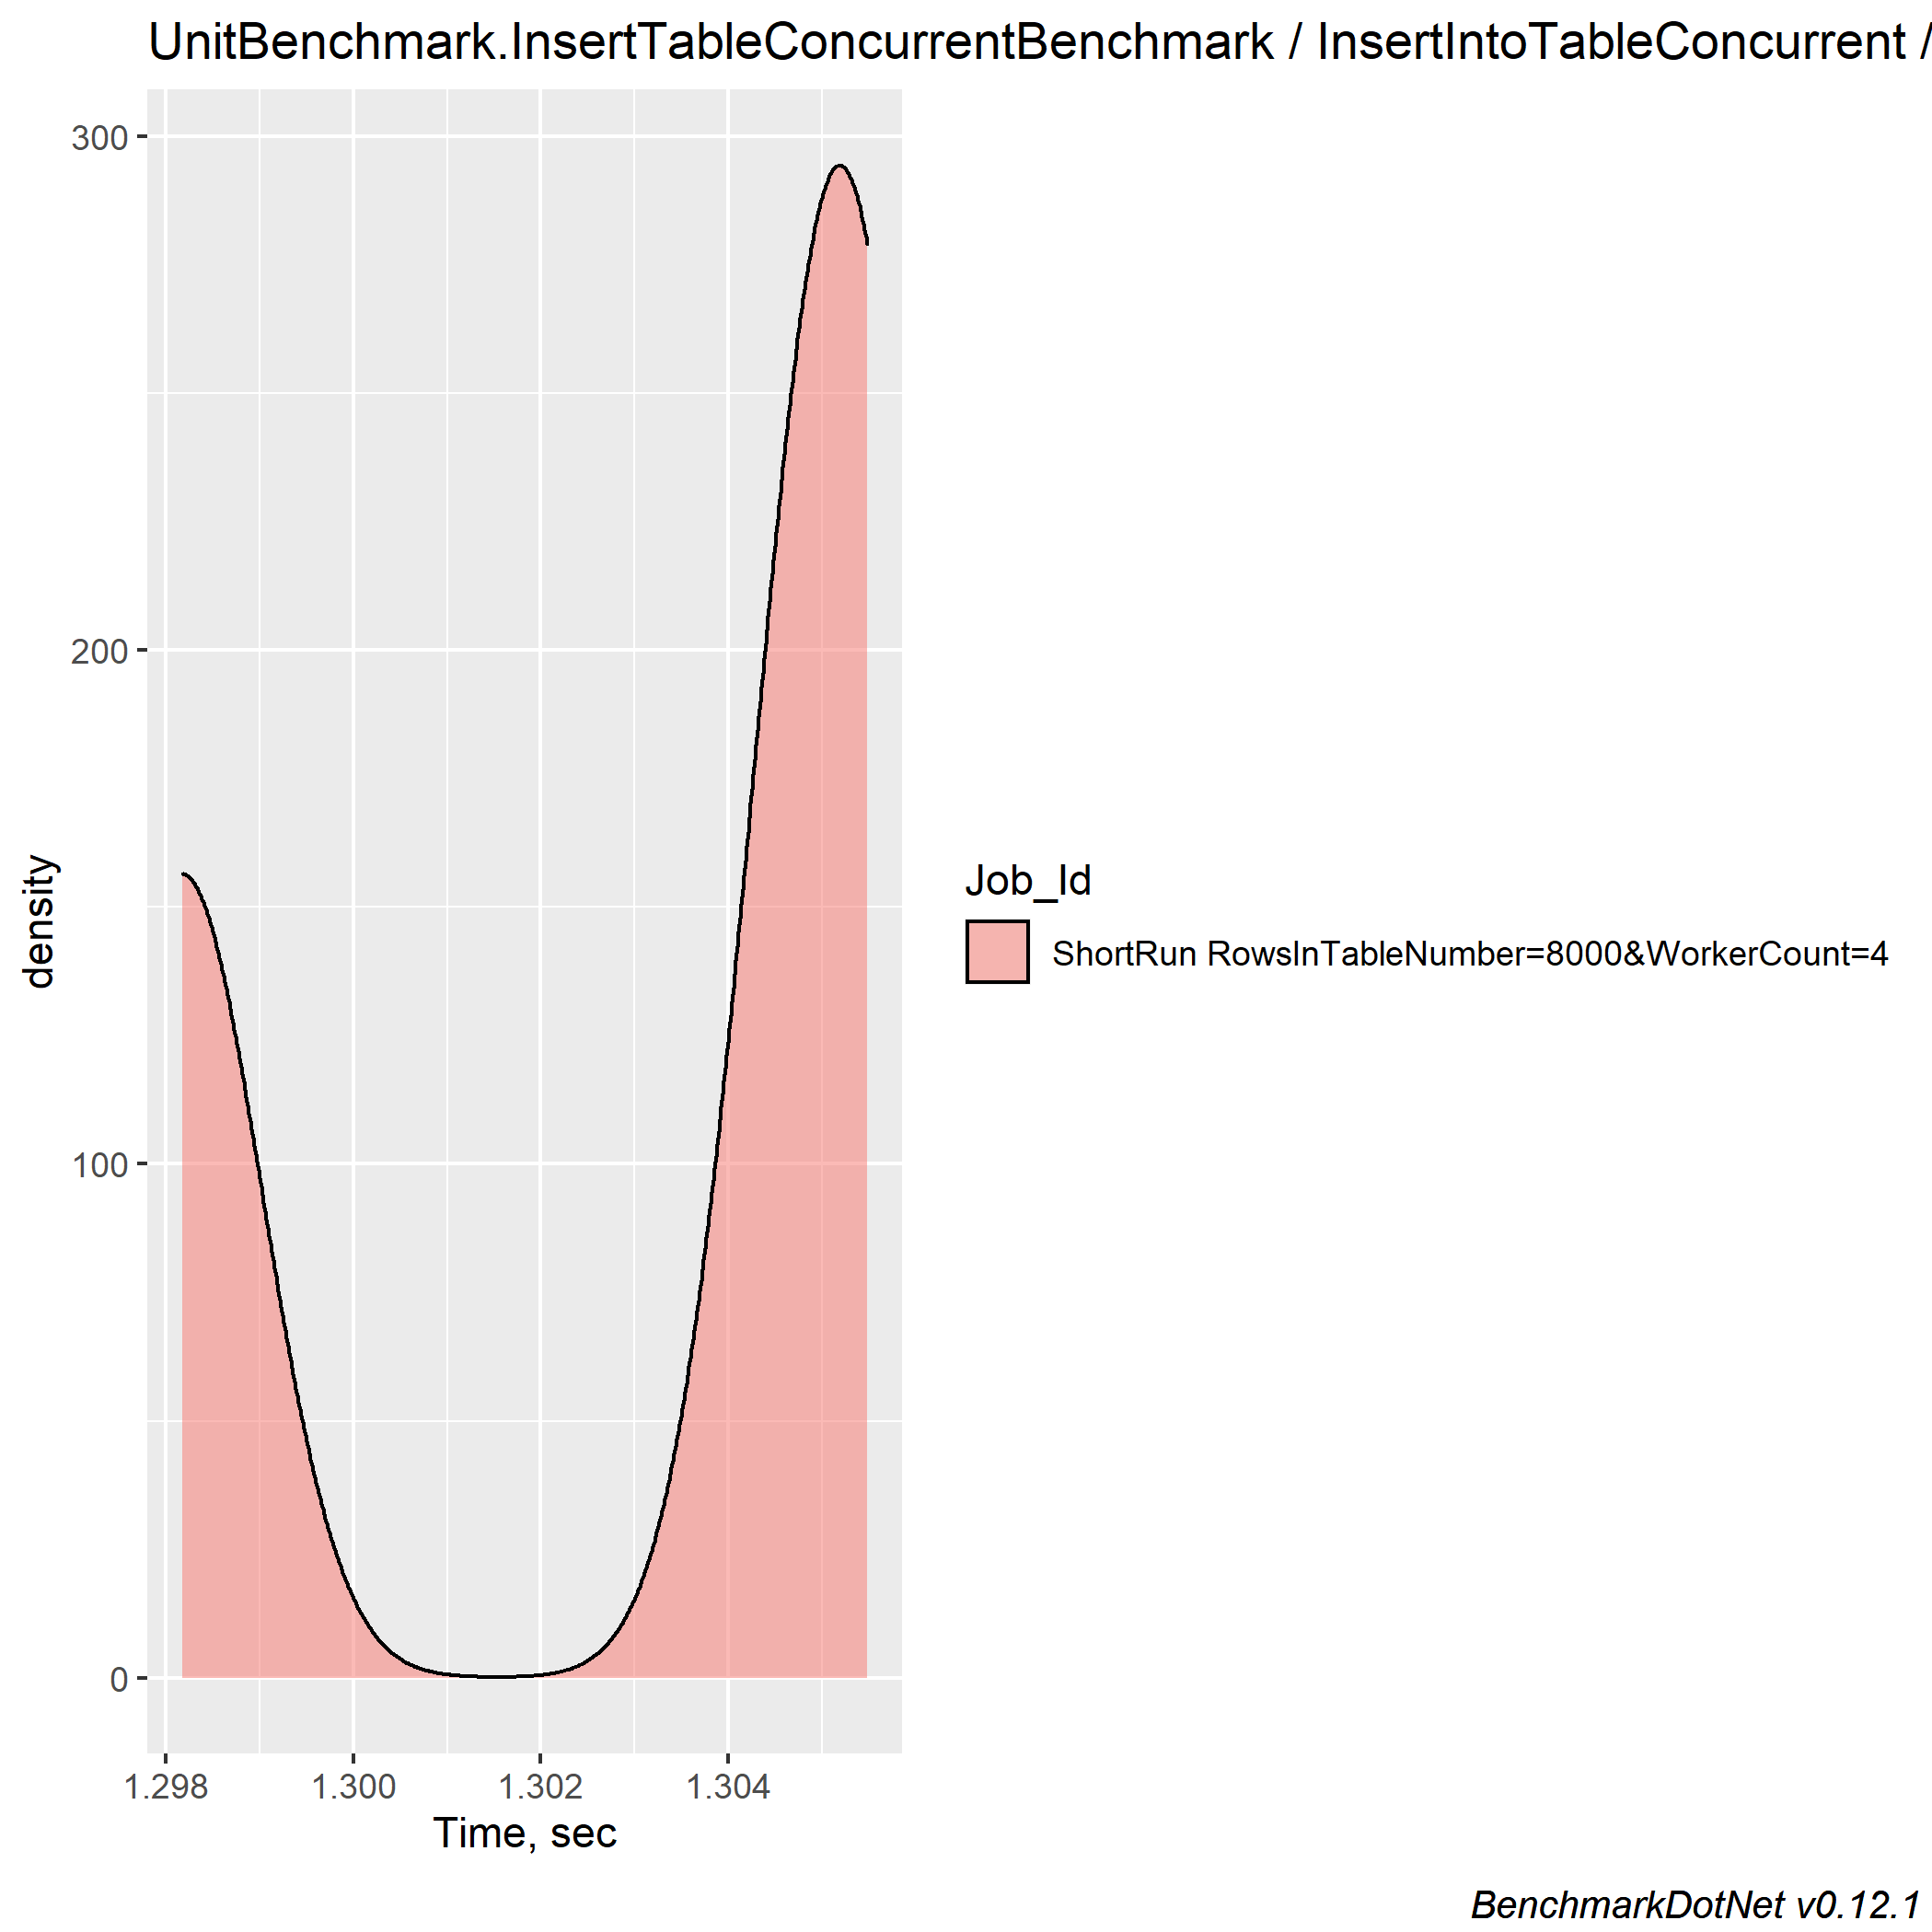 UnitBenchmark.InsertTableConcurrentBenchmark / InsertIntoTableConcurrent /
300
200
100
0
density
1.298 1.300 1.302 1.304
Time, sec
Job_Id
ShortRun RowsInTableNumber=8000&WorkerCount=4
BenchmarkDotNet v0.12.1